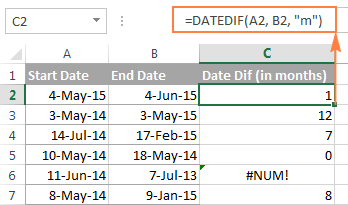 C2 =DATEDIF(A2, B2, "m")
A B C
1 Start Date End Date Date Dif (in months)
2 4-May-15 4-Jun-15 1
3 3-May-14 3-May-15 12
4 14-Jul-14 17-Feb-15 7
5 10-May-14 18-May-14 0
6 11-Jun-14 7-Jul-13 #NUM!
7 8-May-14 9-Jan-15 8